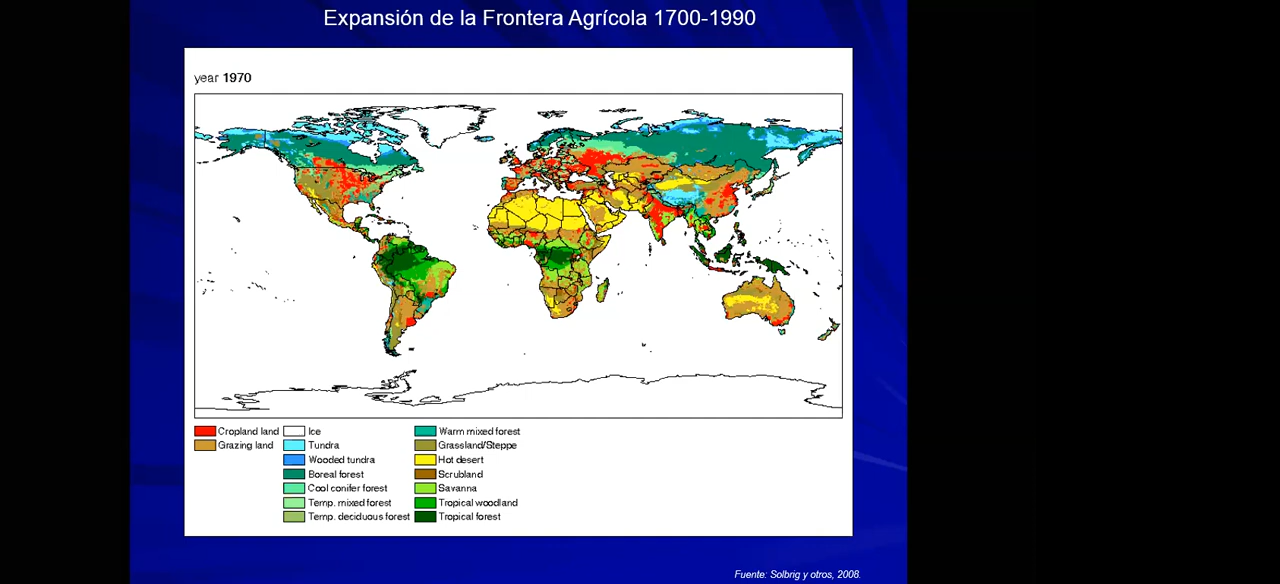 Expansión de la Frontera Agrícola 1700-1990
year 1970
Cropland land
Grazing land
Ice
Tundra
Wooded tundra
Boreal forest
Cool conifer forest
Temp. mixed forest
Temp. deciduous forest
Warm mixed forest
Grassland/Steppe
Hot desert
Scrubland
Savanna
Tropical woodland
Tropical forest
Fuente: Solbrig y otros, 2008.